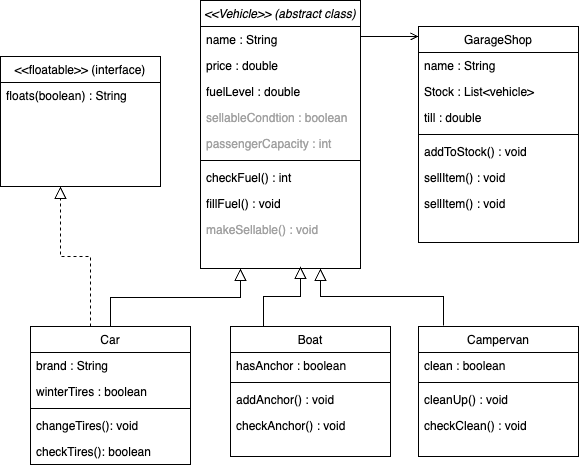 <<Vehicle>> (abstract class)
name : String
price : double
fuelLevel : double
sellableCondtion : boolean
passengerCapacity : int
checkFuel() : int
fillFuel() : void
makeSellable() : void
<<floatable>> (interface)
floats(boolean) : String
GarageShop
name : String
Stock : List<vehicle>
till : double
addToStock() : void
sellItem() : void
sellItem() : void
Car
brand : String
winterTires : boolean
changeTires(): void
checkTires(): boolean
Boat
hasAnchor : boolean
addAnchor() : void
checkAnchor() : void
Campervan
clean : boolean
cleanUp() : void
checkClean() : void